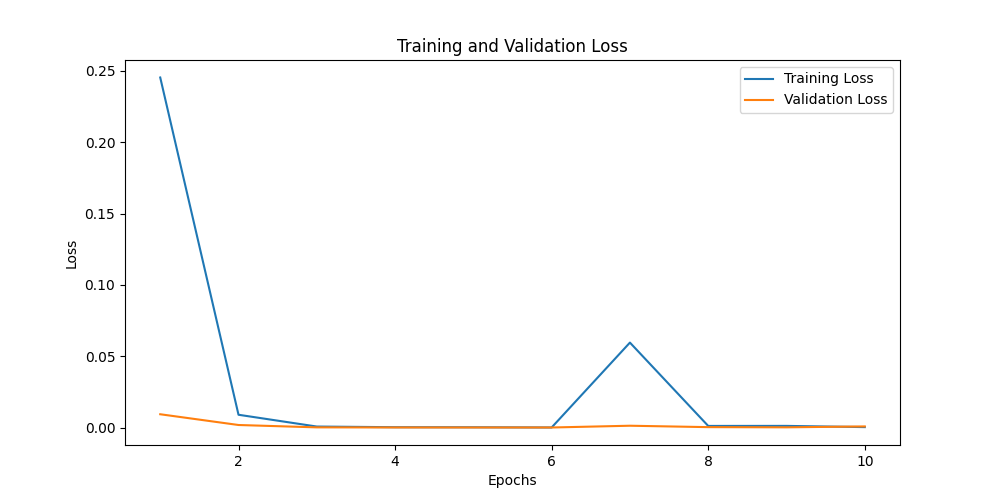 Training and Validation Loss
Training Loss
Validation Loss
0.25
0.20
0.15
0.10
0.05
0.00
Loss
2
4
6
8
10
Epochs